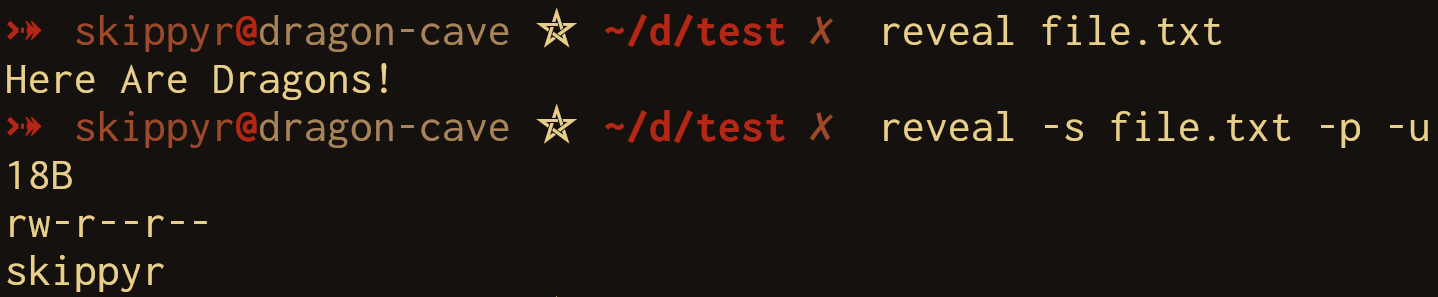 ⤐ skippyr@dragon-cave ⛤ ~/d/test ✗ reveal file.txt
Here Are Dragons!
⤐ skippyr@dragon-cave ⛤ ~/d/test ✗ reveal -s file.txt -p -u
18B
rw-r--r--
skippyr